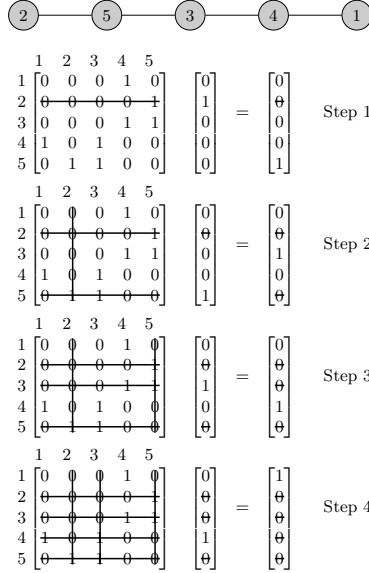 2 5 3 4 1
1 2 3 4 5
1 0 0 0 1 0 0 0
2 0 0 0 0 1 1 0
3 0 0 0 1 1 0 = 0 Step 1
4 1 0 1 0 0 0 0
5 0 1 1 0 0 0 1
1 2 3 4 5
1 0 0 0 1 0 0 0
2 0 0 0 0 1 0 0
3 0 0 0 1 1 0 = 1 Step 2
4 1 0 1 0 0 0 0
5 0 1 1 0 0 1 0
1 2 3 4 5
1 0 0 0 1 0 0 0
2 0 0 0 0 1 0 0
3 0 0 0 1 1 1 = 0 Step 3
4 1 0 1 0 0 0 1
5 0 1 1 0 0 0 0
1 2 3 4 5
1 0 0 0 1 0 0 1
2 0 0 0 0 1 0 0
3 0 0 0 1 1 0 = 0 Step 4
4 1 0 1 0 0 1 0
5 0 1 1 0 0 0 0